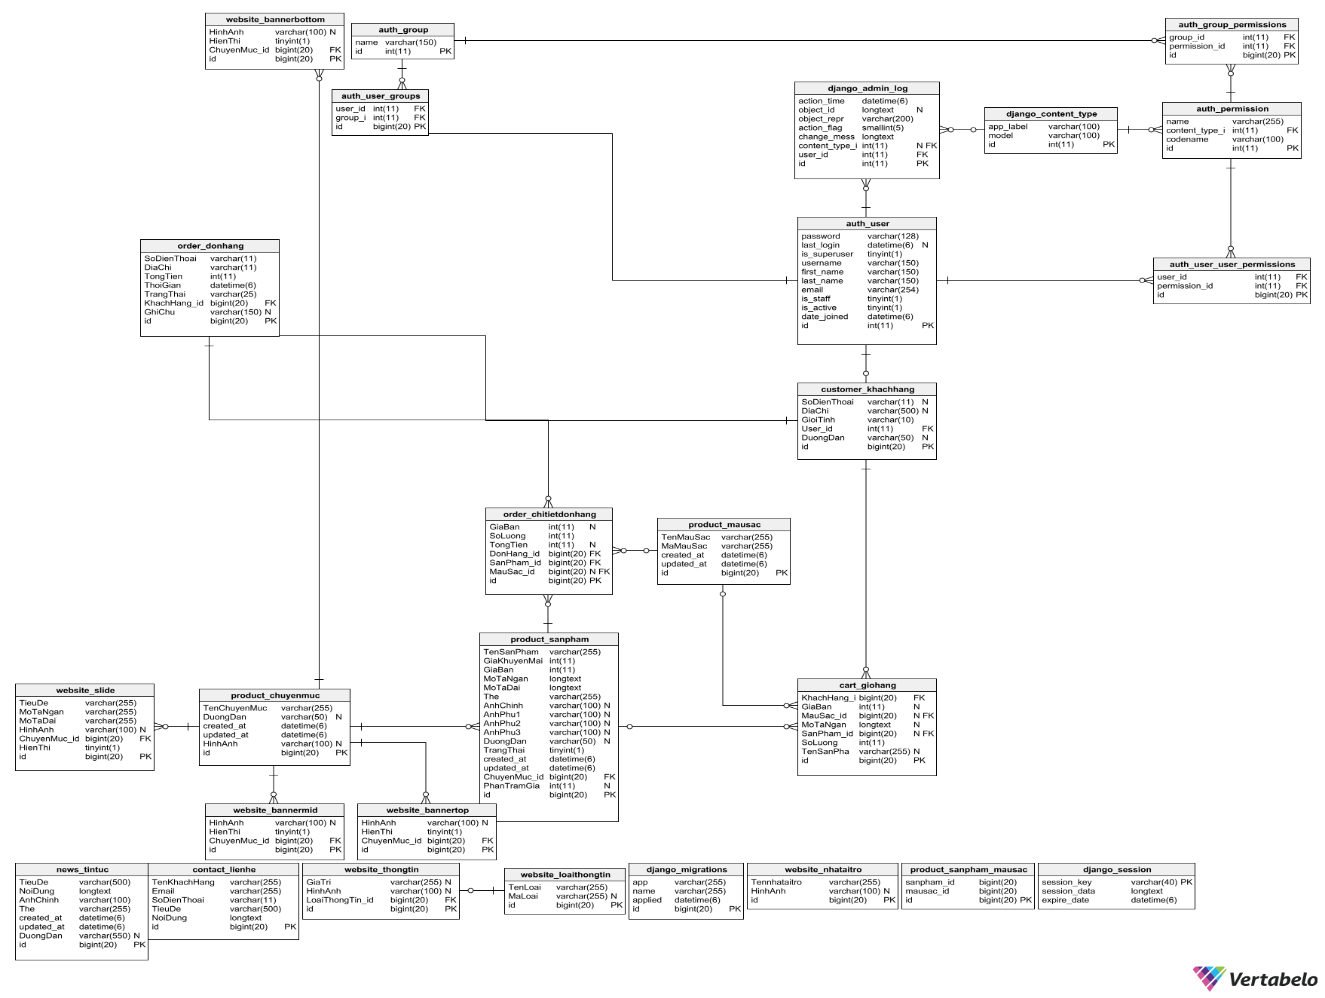 website_bannerbottom
HinhAnh varchar(100) N
HienThi tinyint(1)
ChuyenMuc_id bigint(20) FK
id bigint(20) PK
auth_group
name varchar(150)
id int(11) PK
auth_group_permissions
group_id int(11) FK
permission_id int(11) FK
id bigint(20) PK
auth_user_groups
user_id int(11) FK
group_i int(11) FK
id bigint(20) PK
django_admin_log
action_time datetime(6)
object_id longtext N
object_repr varchar(200)
action_flag smallint(5)
change_mess longtext
content_type_i int(11) N FK
user_id int(11) FK
id int(11) PK
django_content_type
app_label varchar(100)
model varchar(100)
id int(11) PK
auth_permission
name varchar(255)
content_type_i int(11) FK
codename varchar(100)
id int(11) PK
auth_user
password varchar(128)
last_login datetime(6) N
is_superuser tinyint(1)
username varchar(150)
first_name varchar(150)
last_name varchar(150)
email varchar(254)
is_staff tinyint(1)
is_active tinyint(1)
date_joined datetime(6)
id int(11) PK
auth_user_user_permissions
user_id int(11) FK
permission_id int(11) FK
id bigint(20) PK
order_donhang
SoDienThoai varchar(11)
DiaChi varchar(11)
TongTien int(11)
ThoiGian datetime(6)
TrangThai varchar(25)
KhachHang_id bigint(20) FK
GhiChu varchar(150) N
id bigint(20) PK
customer_khachhang
SoDienThoai varchar(11) N
DiaChi varchar(500) N
GioiTinh varchar(10)
User_id int(11) FK
DuongDan varchar(50) N
id bigint(20) PK
order_chitietdonhang
GiaBan int(11) N
SoLuong int(11)
TongTien int(11) N
DonHang_id bigint(20) FK
SanPham_id bigint(20) FK
MauSac_id bigint(20) N FK
id bigint(20) PK
product_mausac
TenMauSac varchar(255)
MaMauSac varchar(255)
created_at datetime(6)
updated_at datetime(6)
id bigint(20) PK
product_sanpham
TenSanPham varchar(255)
GiaKhuyenMai int(11)
GiaBan int(11)
MoTaNgan longtext
MoTaDai longtext
The varchar(255)
AnhChinh varchar(100) N
AnhPhu1 varchar(100) N
AnhPhu2 varchar(100) N
AnhPhu3 varchar(100) N
DuongDan varchar(50) N
TrangThai tinyint(1)
created_at datetime(6)
updated_at datetime(6)
ChuyenMuc_id bigint(20) FK
PhanTramGia int(11) N
id bigint(20) PK
cart_giohang
KhachHang_i bigint(20) FK
GiaBan int(11) N
MauSac_id bigint(20) N FK
MoTaNgan longtext N
SanPham_id bigint(20) N FK
SoLuong int(11)
TenSanPha varchar(255) N
id bigint(20) PK
website_slide
TieuDe varchar(255)
MoTaNgan varchar(255)
MoTaDai varchar(255)
HinhAnh varchar(100) N
ChuyenMuc_id bigint(20) FK
HienThi tinyint(1)
id bigint(20) PK
product_chuyenmuc
TenChuyenMuc varchar(255)
DuongDan varchar(50) N
created_at datetime(6)
updated_at datetime(6)
HinhAnh varchar(100) N
id bigint(20) PK
website_bannermid
HinhAnh varchar(100) N
HienThi tinyint(1)
ChuyenMuc_id bigint(20) FK
id bigint(20) PK
website_bannertop
HinhAnh varchar(100) N
HienThi tinyint(1)
ChuyenMuc_id bigint(20) FK
id bigint(20) PK
news_tintuc
TieuDe varchar(500)
NoiDung longtext
AnhChinh varchar(100)
The varchar(255)
created_at datetime(6)
updated_at datetime(6)
DuongDan varchar(550) N
id bigint(20) PK
contact_lienhe
TenKhachHang varchar(255)
Email varchar(255)
SoDienThoai varchar(11)
TieuDe varchar(500)
NoiDung longtext
id bigint(20) PK
website_thongtin
GiaTri varchar(255) N
HinhAnh varchar(100) N
LoaiThongTin_id bigint(20) FK
id bigint(20) PK
website_loaithongtin
TenLoai varchar(255)
MaLoai varchar(255) N
id bigint(20) PK
django_migrations
app varchar(255)
name varchar(255)
applied datetime(6)
id bigint(20) PK
website_nhataitro
Tennhataitro varchar(255)
HinhAnh varchar(100) N
id bigint(20) PK
product_sanpham_mausac
sanpham_id bigint(20)
mausac_id bigint(20)
id bigint(20) PK
django_session
session_key varchar(40) PK
session_data longtext
expire_date datetime(6)
Vertabelo